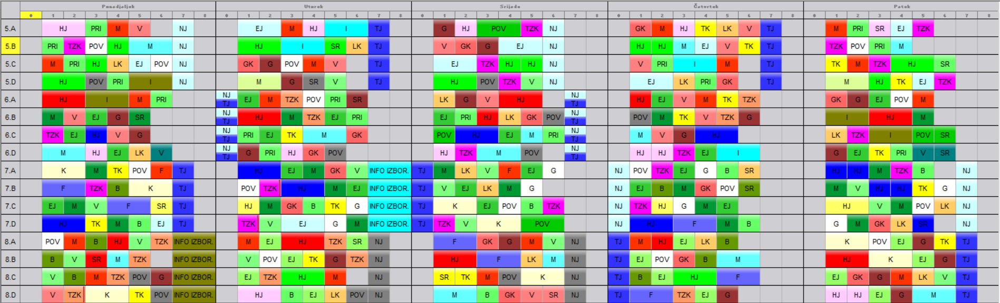 Ponedjeljak Utorak Srijeda Četvrtak Petak
0 1 2 3 4 5 6 7 8 0 1 2 3 4 5 6 7 8 0 1 2 3 4 5 6 7 8 0 1 2 3 4 5 6 7 8 0 1 2 3 4 5 6 7 8
5.A HJ PRI M V NJ EJ M HJ I TJ G HJ POV TZK NJ GK M HJ TK LK V TJ M PRI SR EJ TZK
5.B PRI TZK POV HJ M NJ HJ I SR LK TJ V GK G EJ NJ HJ HJ M EJ V TK TJ TZK POV PRI M
5.C M PRI HJ LK EJ POV NJ GK G POV M V TJ EJ TZK HJ HJ NJ V PRI I M TJ TK M TZK HJ SR
5.D HJ POV PRI I NJ M G SR V TJ HJ POV TZK V NJ EJ LK PRI GK TJ M HJ TK EJ TZK
6.A HJ I M PRI NJ TJ EJ M TZK POV PRI SR LK G V HJ NJ TJ HJ EJ V M TK TZK GK G EJ POV M
6.B M V EJ G SR NJ TJ HJ M TZK EJ PRI EJ PRI HJ LK GK POV NJ TJ POV M TK V TZK G I HJ M
6.C TZK EJ HJ V G NJ TJ PRI EJ TK M GK POV HJ EJ M PRI NJ TJ M V G HJ LK TZK I POV SR
6.D M HJ EJ LK V NJ TJ G PRI HJ GK POV HJ TZK M POV NJ TJ HJ HJ TZK EJ I G EJ TK PRI V SR
7.A K M TK POV F TJ HJ EJ M GK V INFO IZBOR. TJ M LK V F EJ G NJ POV TZK EJ G B SR HJ HJ M TZK B NJ
7.B F TZK B K TJ POV TZK HJ M EJ INFO IZBOR. TJ V EJ LK M G NJ EJ B M GK POV SR M V HJ HJ TK G NJ
7.C EJ M V F SR TJ HJ M GK B TK G INFO IZBOR. TJ K EJ POV B TZK NJ TZK HJ G M EJ HJ V M POV LK NJ
7.D HJ TK M B EJ TJ TZK V EJ G M INFO IZBOR. TJ TZK V K POV NJ HJ F M B G M GK LK SR NJ
8.A POV M B HJ V TZK INFO IZBOR. M EJ HJ TZK SR NJ F GK G M V NJ TJ M HJ EJ LK B K POV EJ G TK TJ
8.B B V SR M TZK INFO IZBOR. V POV EJ TK G TZK NJ HJ F LK M NJ TJ EJ POV GK B M HJ K EJ G TJ
8.C V B M TZK POV G INFO IZBOR. EJ TZK HJ M NJ SR TK M POV K NJ TJ B EJ HJ F EJ GK G M LK V TJ
8.D V TZK K TK POV INFO IZBOR. HJ B EJ LK POV NJ M B GK V SR NJ TJ F TZK EJ G HJ HJ EJ G M TJ